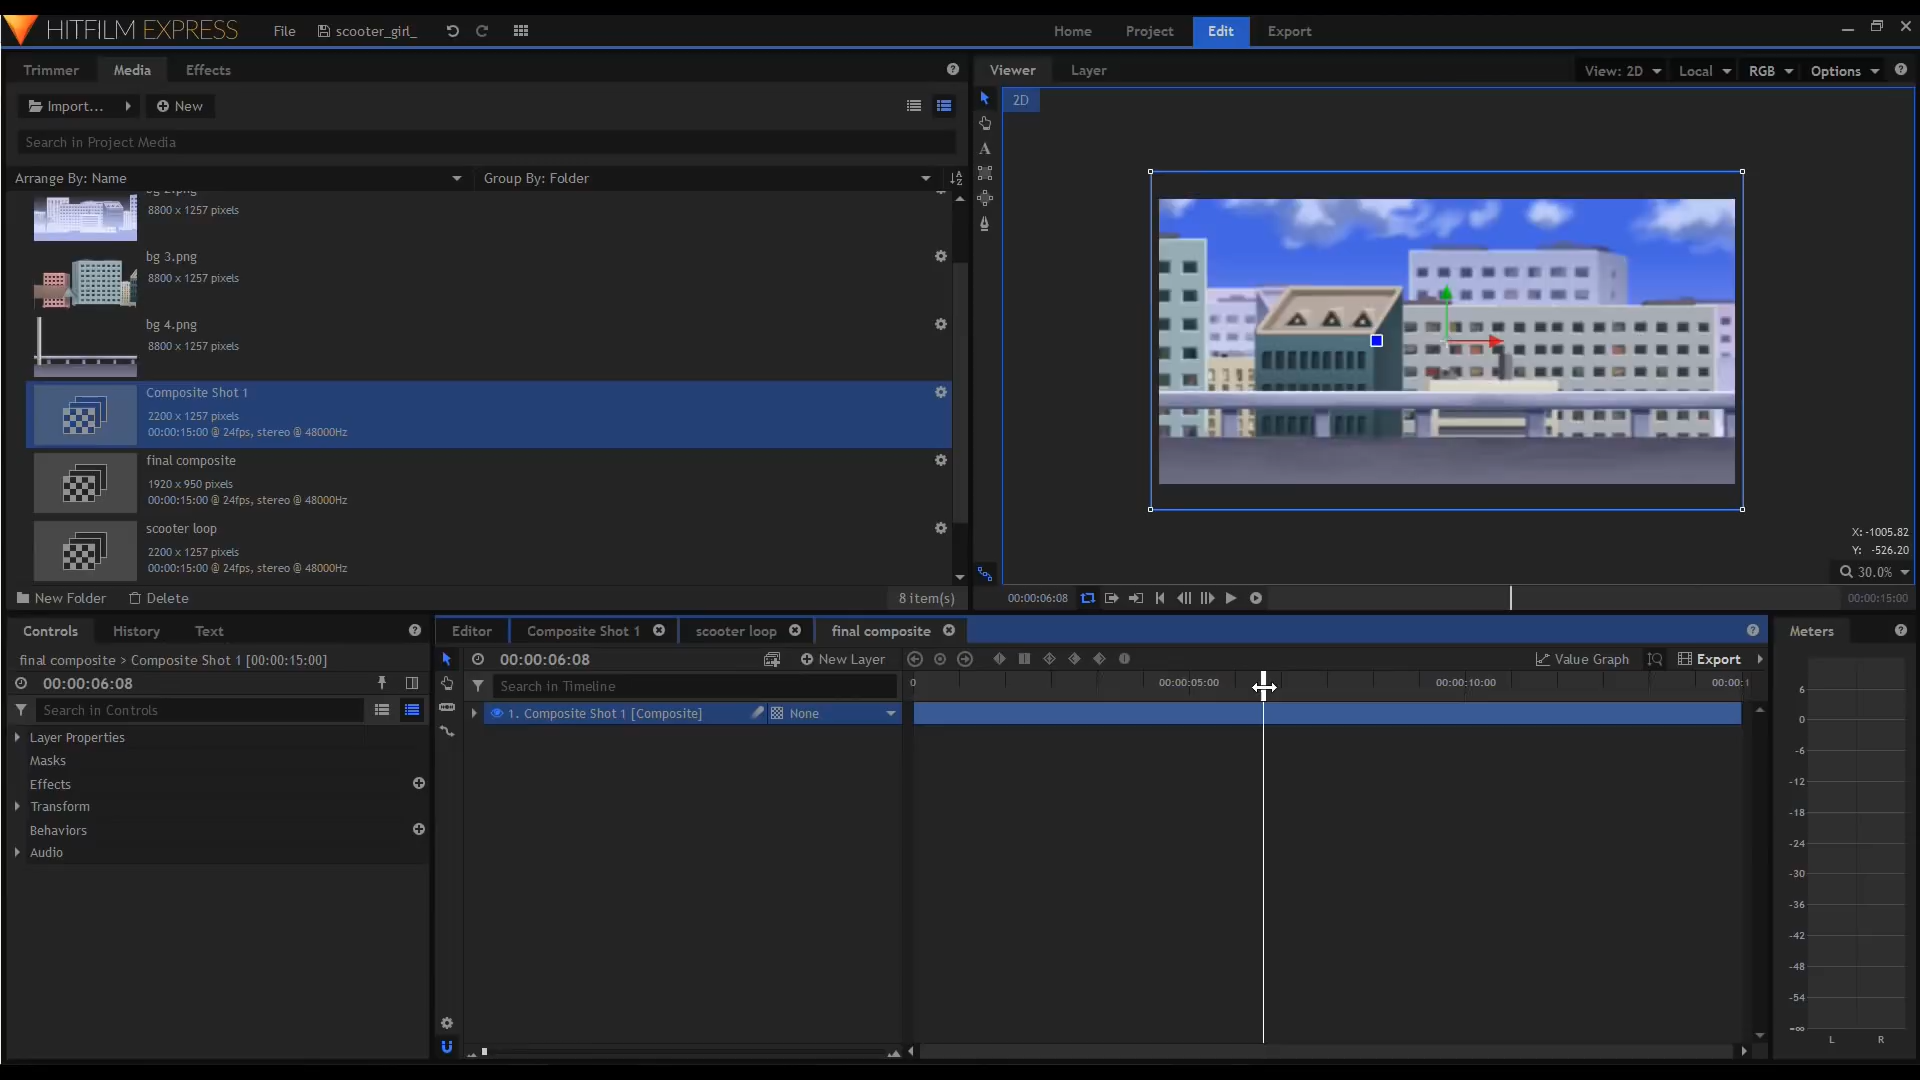 HITFILM EXPRESS
File
scooter_girl_
Home
Project
Edit
Export
Trimmer
Media
Effects
Viewer
Layer
View: 2D
Local
RGB
Options
Import...
New
2D
Search in Project Media
Arrange By: Name
Group By: Folder
8800 x 1257 pixels
bg 3.png
8800 x 1257 pixels
bg 4.png
8800 x 1257 pixels
Composite Shot 1
2200 x 1257 pixels
00:00:15:00 @ 24fps, stereo @ 48000Hz
final composite
1920 x 950 pixels
00:00:15:00 @ 24fps, stereo @ 48000Hz
scooter loop
2200 x 1257 pixels
00:00:15:00 @ 24fps, stereo @ 48000Hz
X: -1005.82
Y: -526.20
30.0%
New Folder
Delete
8 item(s)
00:00:06:08
00:00:15:00
Controls
History
Text
Editor
Composite Shot 1
scooter loop
final composite
Meters
final composite > Composite Shot 1 [00:00:15:00]
00:00:06:08
New Layer
Value Graph
Export
00:00:06:08
Search in Timeline
0
00:00:05:00
00:00:10:00
00:00:1
Search in Controls
1. Composite Shot 1 [Composite]
None
Layer Properties
Masks
Effects
Transform
Behaviors
Audio
6
0
-6
-12
-18
-24
-30
-36
-42
-48
-54
-∞
L
R